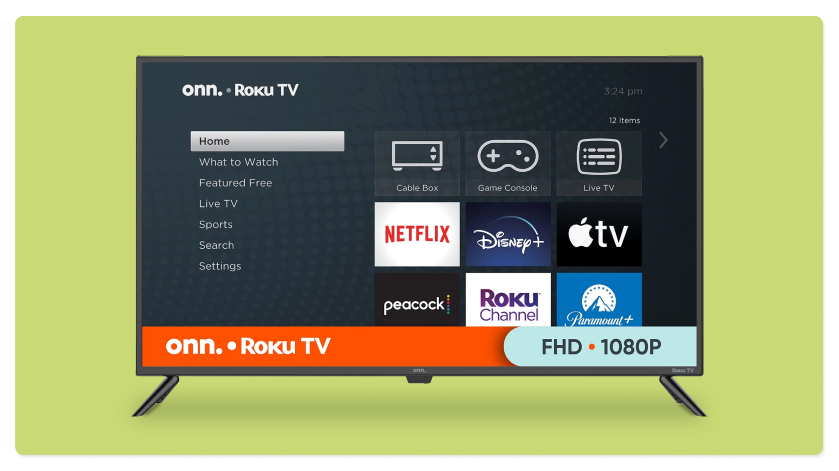 onn. • Roku TV
3:24 pm
12 Items
Home
What to Watch
Featured Free
Live TV
Sports
Search
Settings
Cable Box
Game Console
Live TV
NETFLIX
Disney+
tv
peacock
Roku
Channel
Paramount+
onn. • Roku TV
FHD • 1080P
onn.
Roku TV